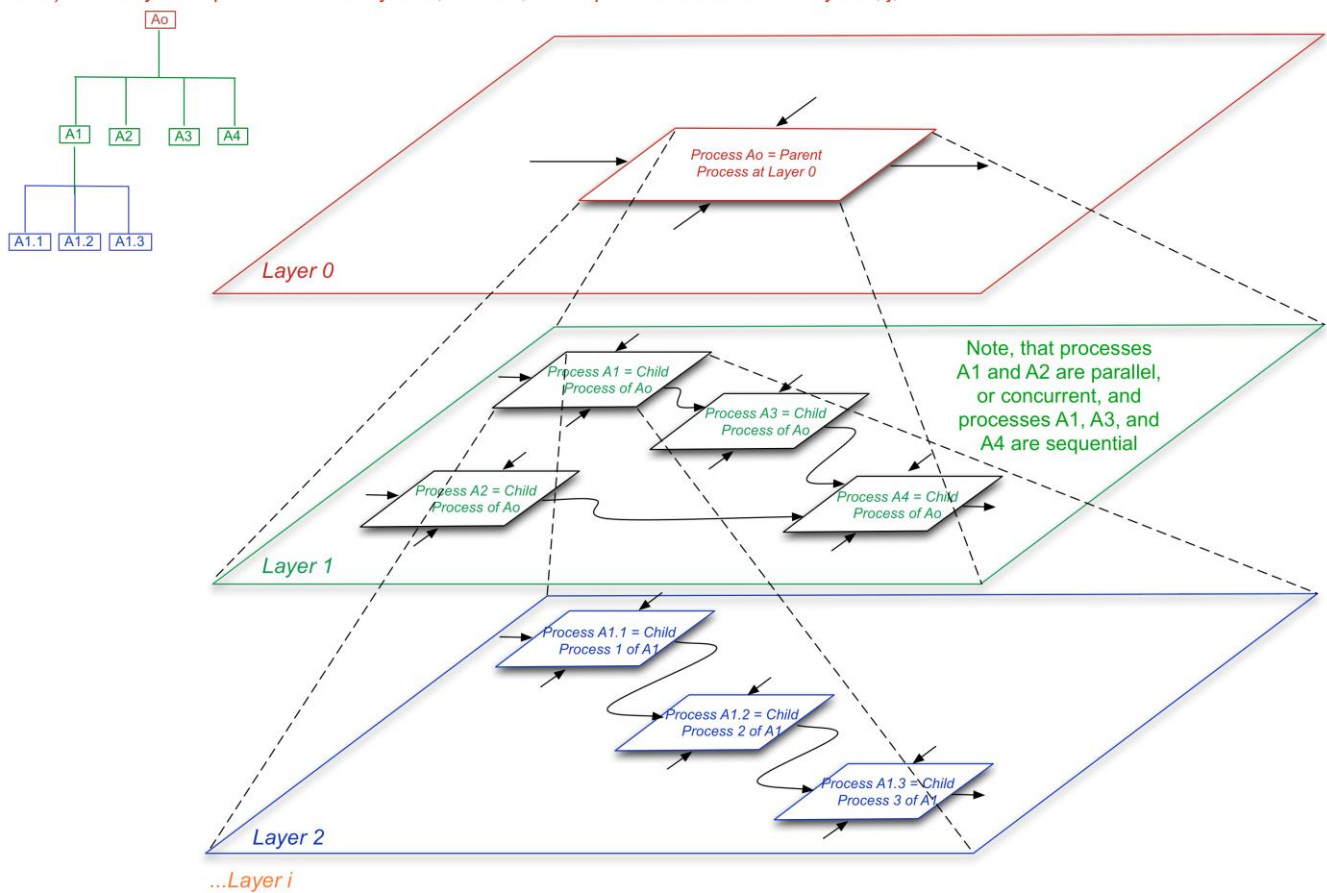 Ao
A1
A2
A3
A4
A1.1
A1.2
A1.3
Process Ao = Parent
Process at Layer 0
Layer 0
Note, that processes
A1 and A2 are parallel,
or concurrent, and
processes A1, A3, and
A4 are sequential
Process A1 = Child
Process of Ao
Process A3 = Child
Process of Ao
Process A2 = Child
Process of Ao
Process A4 = Child
Process of Ao
Layer 1
Process A1.1 = Child
Process 1 of A1
Process A1.2 = Child
Process 2 of A1
Process A1.3 = Child
Process 3 of A1
Layer 2
...Layer i